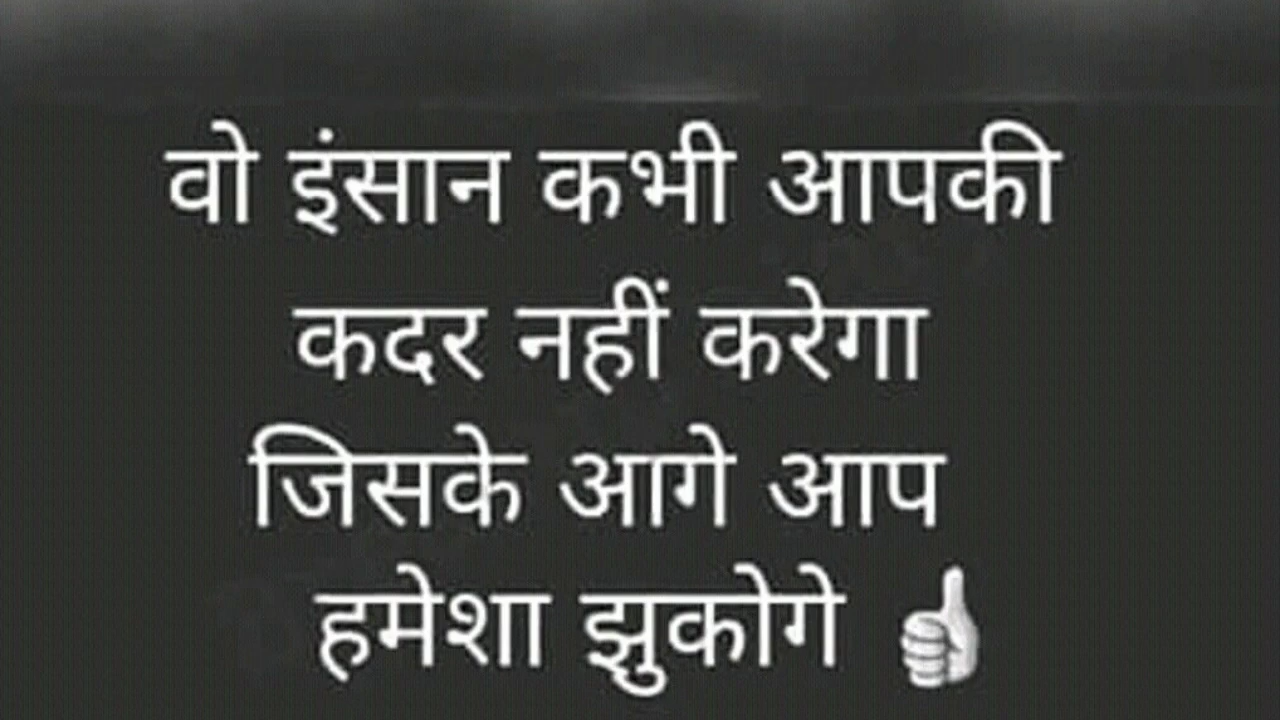 वो इंसान कभी आपकी
कदर नहीं करेगा
जिसके आगे आप
हमेशा झुकोगे 👍